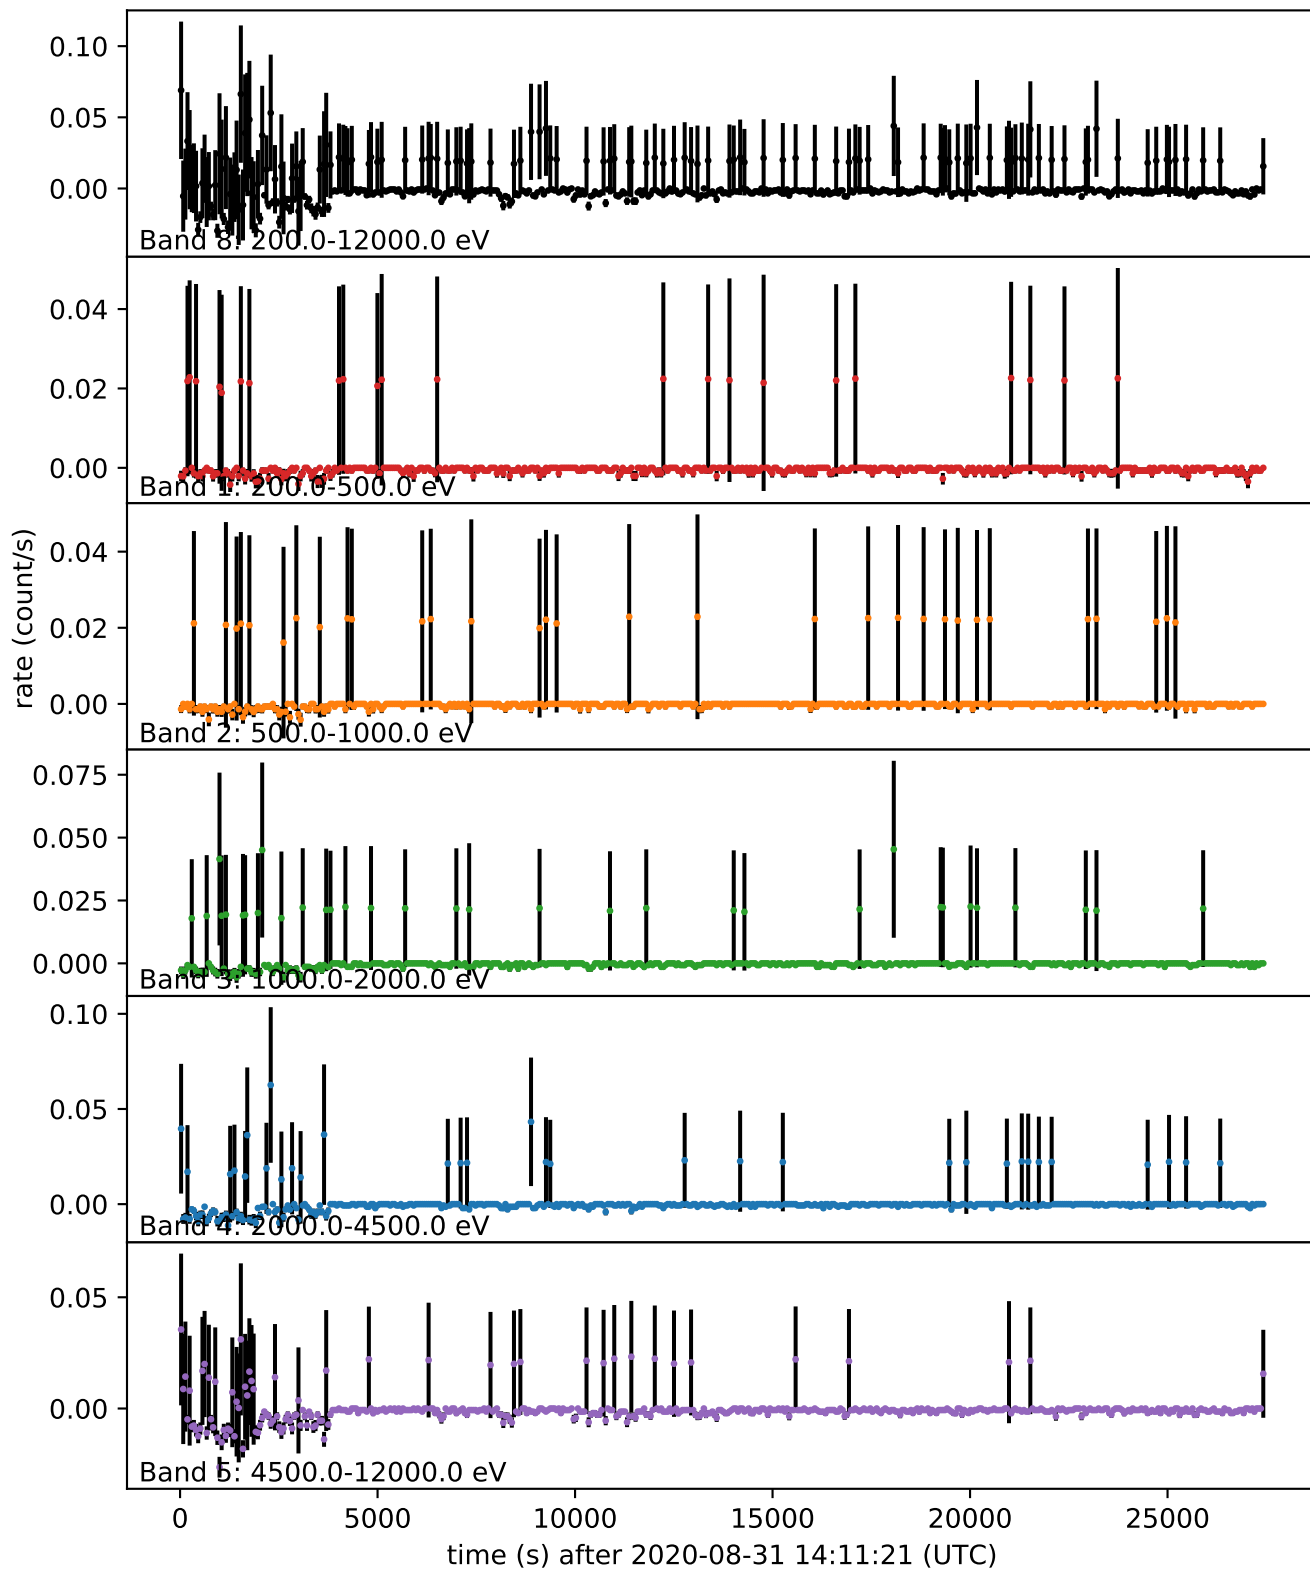 0.10
0.05
0.00
Band 8: 200.0-12000.0 eV
0.04
0.02
0.00
Band 1: 200.0-500.0 eV
rate (count/s)
0.04
0.02
0.00
Band 2: 500.0-1000.0 eV
0.075
0.050
0.025
0.000
Band 3: 1000.0-2000.0 eV
0.10
0.05
0.00
Band 4: 2000.0-4500.0 eV
0.05
0.00
Band 5: 4500.0-12000.0 eV
0 5000 10000 15000 20000 25000
time (s) after 2020-08-31 14:11:21 (UTC)